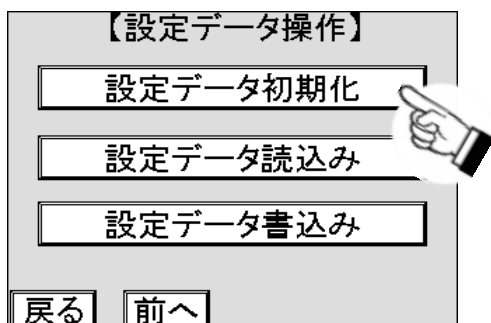 【設定データ操作】
設定データ初期化
設定データ読込み
設定データ書込み
戻る 前へ